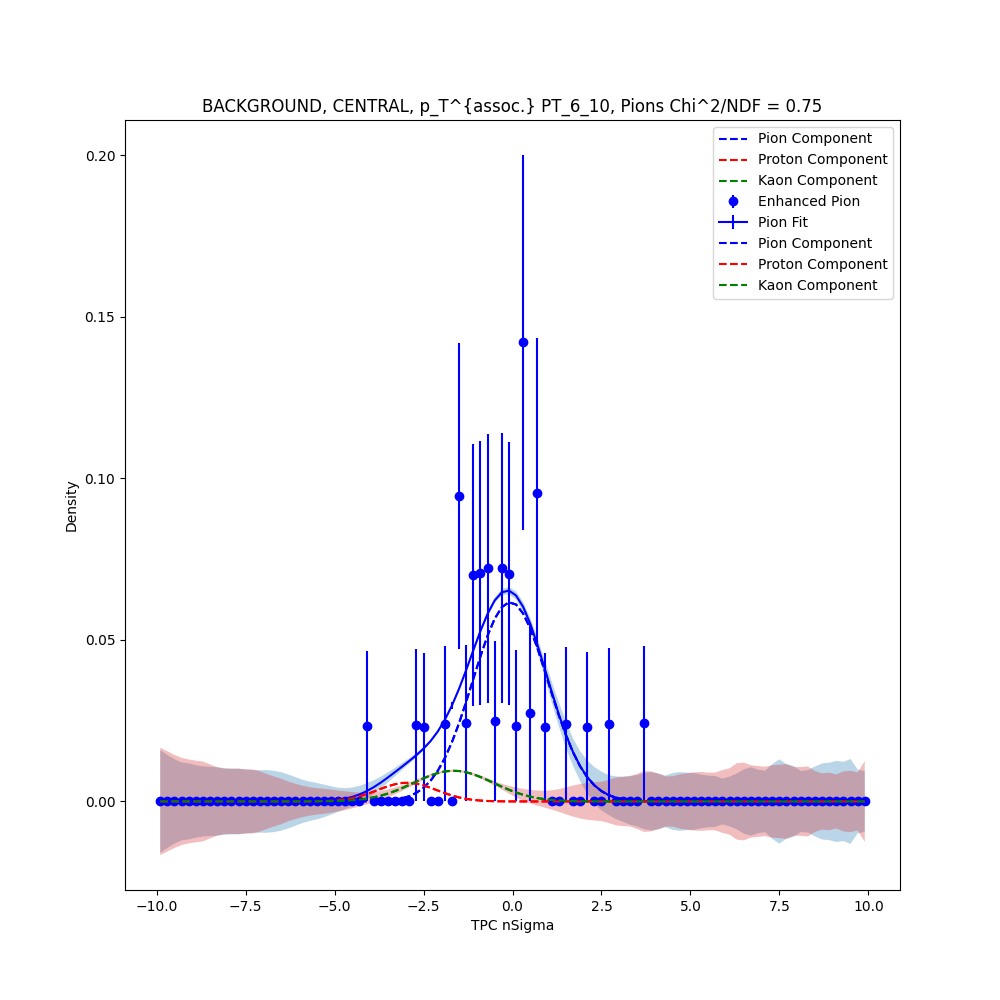 BACKGROUND, CENTRAL, p_T^{assoc.} PT_6_10, Pions Chi^2/NDF = 0.75
Pion Component
Proton Component
Kaon Component
Enhanced Pion
Pion Fit
Pion Component
Proton Component
Kaon Component
0.20
0.15
0.10
0.05
0.00
Density
−10.0 −7.5 −5.0 −2.5 0.0 2.5 5.0 7.5 10.0
TPC nSigma